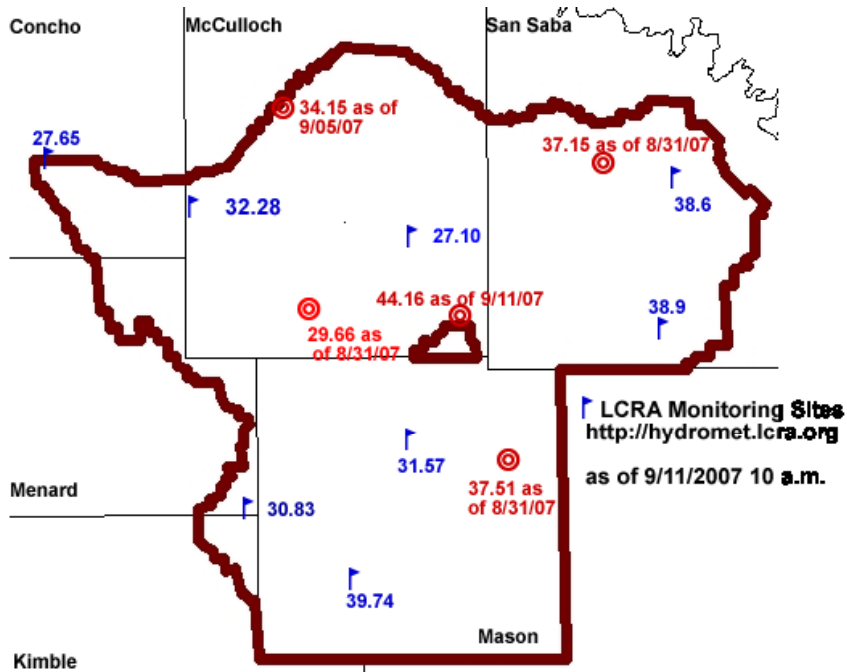 Concho
McCulloch
San Saba
34.15 as of
9/05/07
27.65
37.15 as of 8/31/07
32.28
38.6
27.10
44.16 as of 9/11/07
38.9
29.66 as
of 8/31/07
LCRA Monitoring Sites
http://hydromet.lcra.org
as of 9/11/2007 10 a.m.
31.57
37.51 as
of 8/31/07
Menard
30.83
39.74
Mason
Kimble